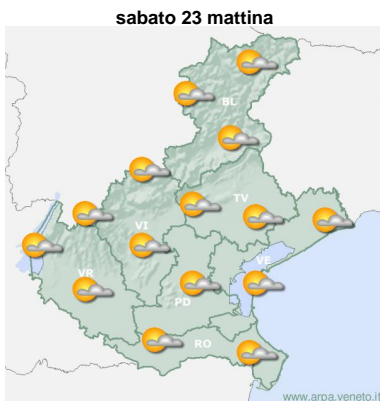 sabato 23 mattina
BL
TV
VI
VE
VR
PD
RO
www.arpa.veneto.it